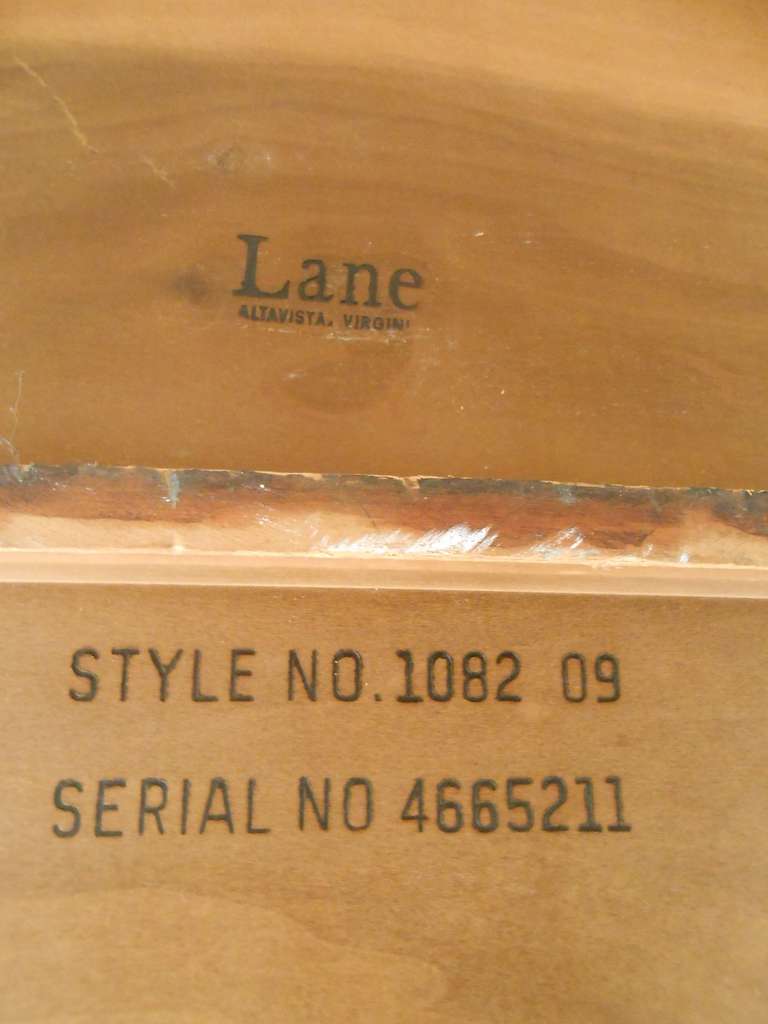 Lane
ALTAVISTA, VIRGINI
STYLE NO. 1082 09
SERIAL NO 4665211